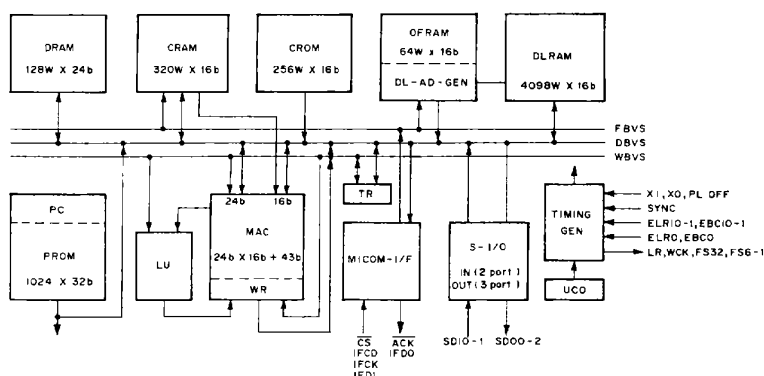 DRAM
128W X 24b
CRAM
320W X 16b
CROM
256W X 16b
OFRAM
64W X 16b
DL-AD-GEN
DLRAM
4098W X 16b
FBVS
DBVS
WBVS
PC
PROM
1024 X 32b
LU
24b 16b
MAC
24b X 16b + 43b
WR
TR
MICOM-I/F
S-I/O
IN (2 port)
OUT (3 port)
TIMING
GEN
UCO
XI, XO, PL OFF
SYNC
ELRIO-1, EBCIO-1
ELRO, EBCO
LR, WCK, FS32, FS6-1
CS
IFCD
IFCK
IFDI
ACK
IFDO
SDIO-1
SDOO-2